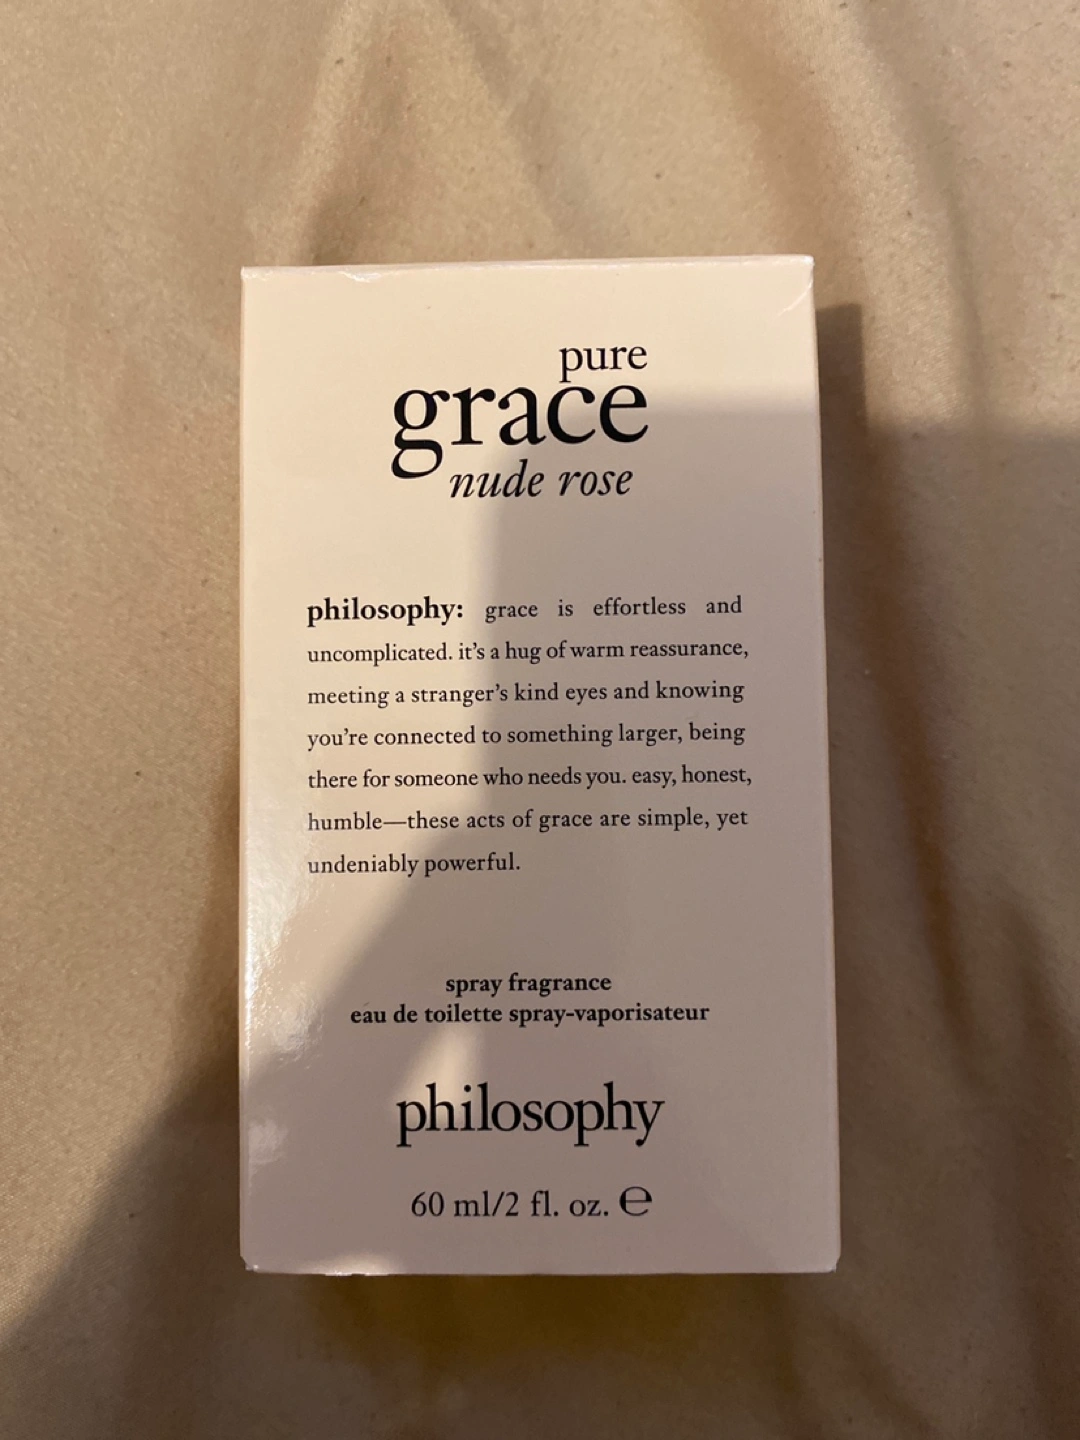 pure
grace
nude rose
philosophy: grace is effortless and
uncomplicated. it's a hug of warm reassurance,
meeting a stranger's kind eyes and knowing
you're connected to something larger, being
there for someone who needs you. easy, honest,
humble—these acts of grace are simple, yet
undeniably powerful.
spray fragrance
eau de toilette spray-vaporisateur
philosophy
60 ml/2 fl. oz. ℮